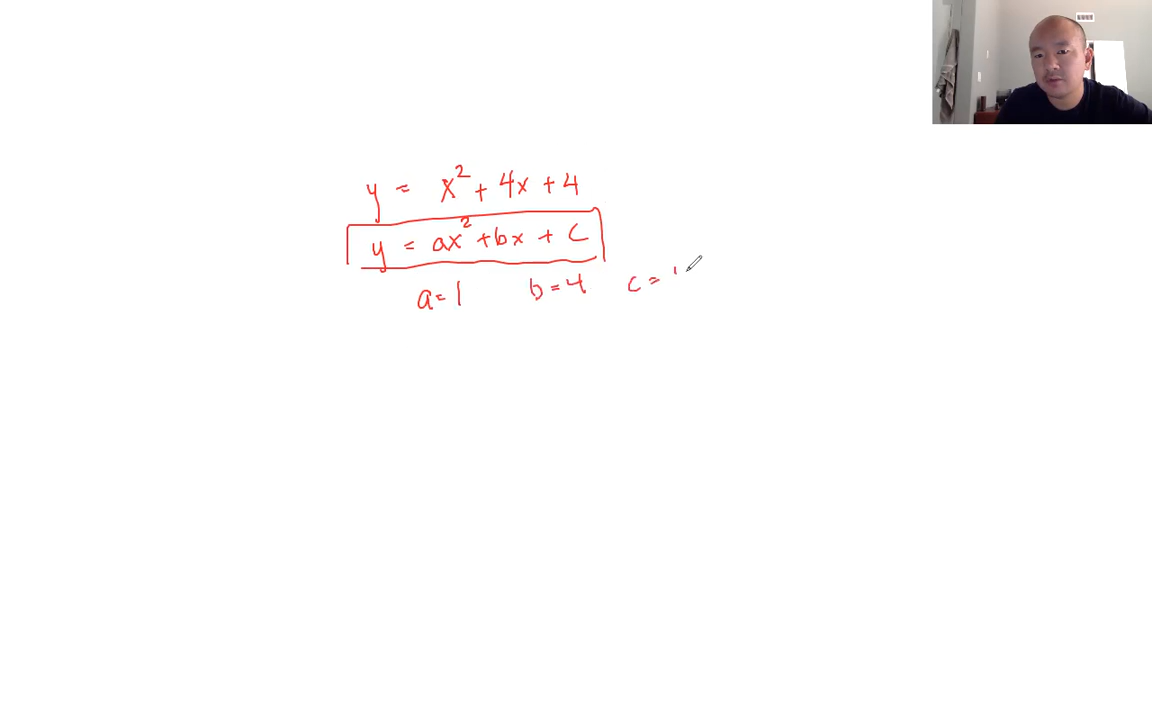 y = x² + 4x + 4
y = ax² + bx + c
a = 1 b = 4 c =